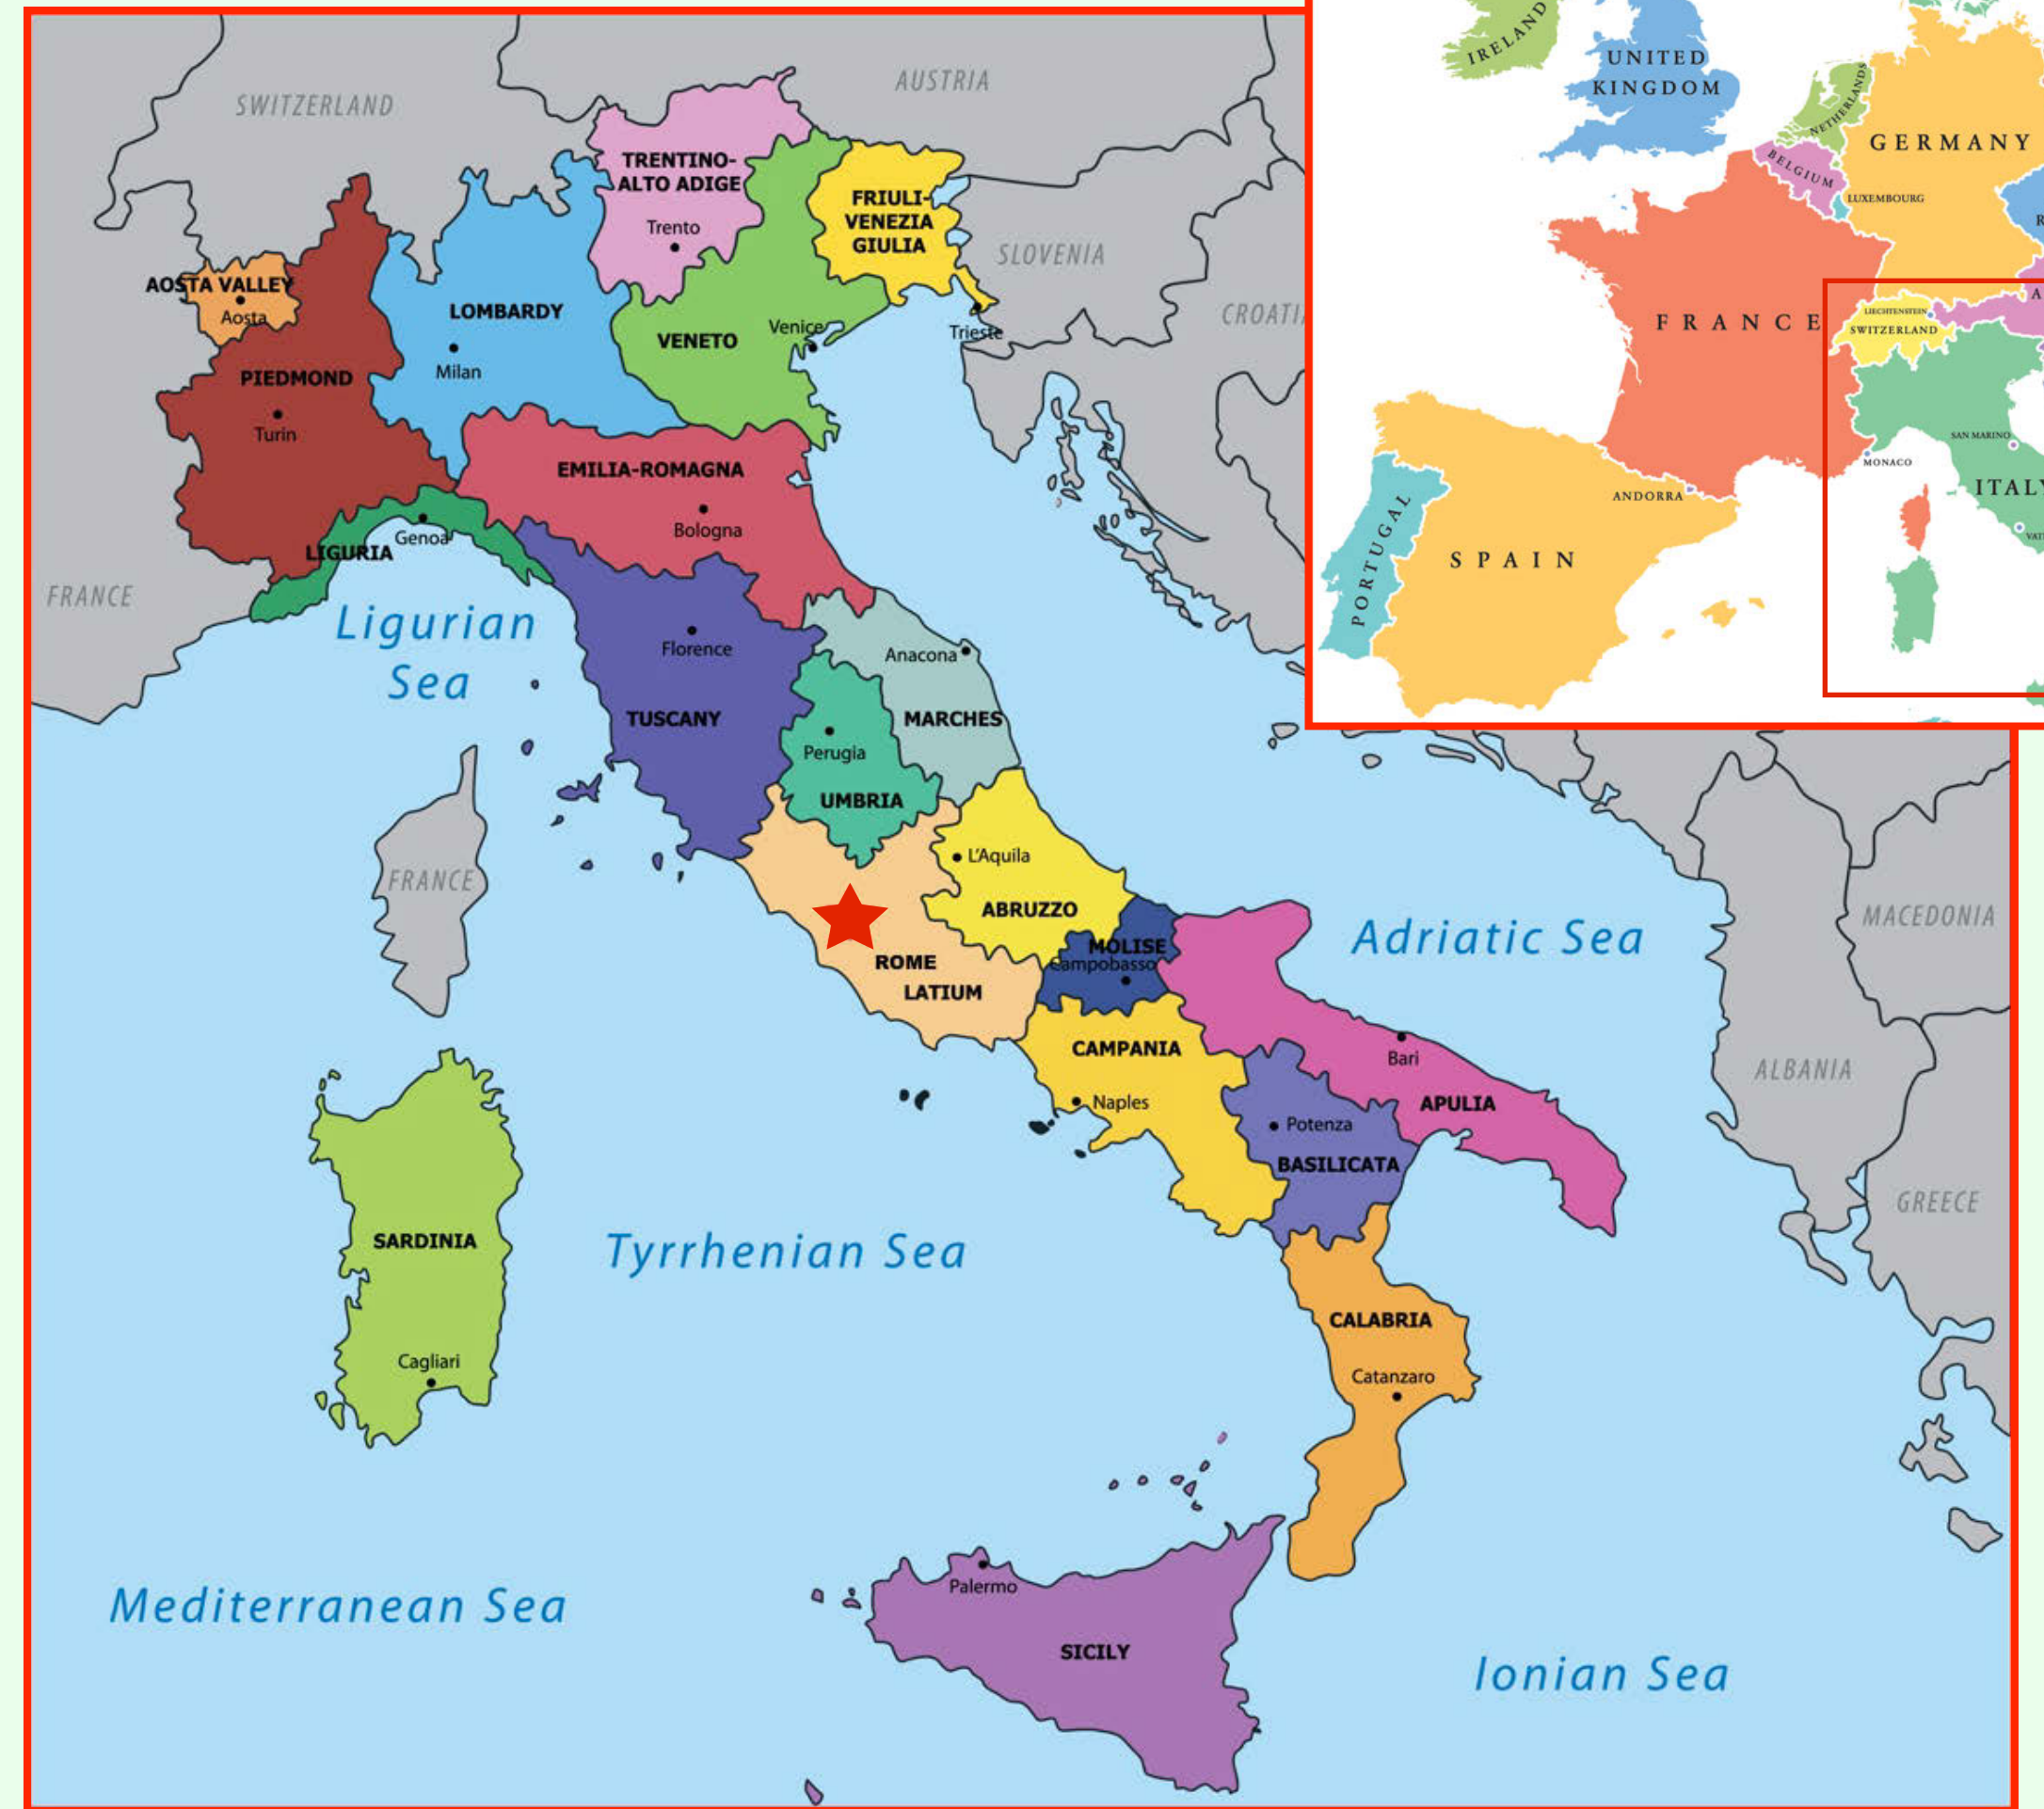 SWITZERLAND
AUSTRIA
TRENTINO-
ALTO ADIGE
Trento
FRIULI-
VENEZIA
GIULIA
SLOVENIA
CROATI
AOSTA VALLEY
Aosta
LOMBARDY
Milan
VENETO
Venice
Trieste
PIEDMOND
Turin
EMILIA-ROMAGNA
Bologna
LIGURIA
Genoa
FRANCE
Ligurian
Sea
Florence
TUSCANY
Anacona
MARCHES
Perugia
UMBRIA
FRANCE
L'Aquila
ABRUZZO
ROME
LATIUM
MOLISE
Campobasso
Adriatic Sea
MACEDONIA
CAMPANIA
Naples
Bari
APULIA
Potenza
BASILICATA
ALBANIA
GREECE
SARDINIA
Cagliari
Tyrrhenian Sea
CALABRIA
Catanzaro
Mediterranean Sea
Palermo
SICILY
Ionian Sea
IRELAND
UNITED
KINGDOM
NETHERLANDS
GERMANY
BELGIUM
LUXEMBOURG
R
FRANCE
LIECHTENSTEIN
SWITZERLAND
A
SAN MARINO
MONACO
ITALY
ANDORRA
VAT
PORTUGAL
SPAIN